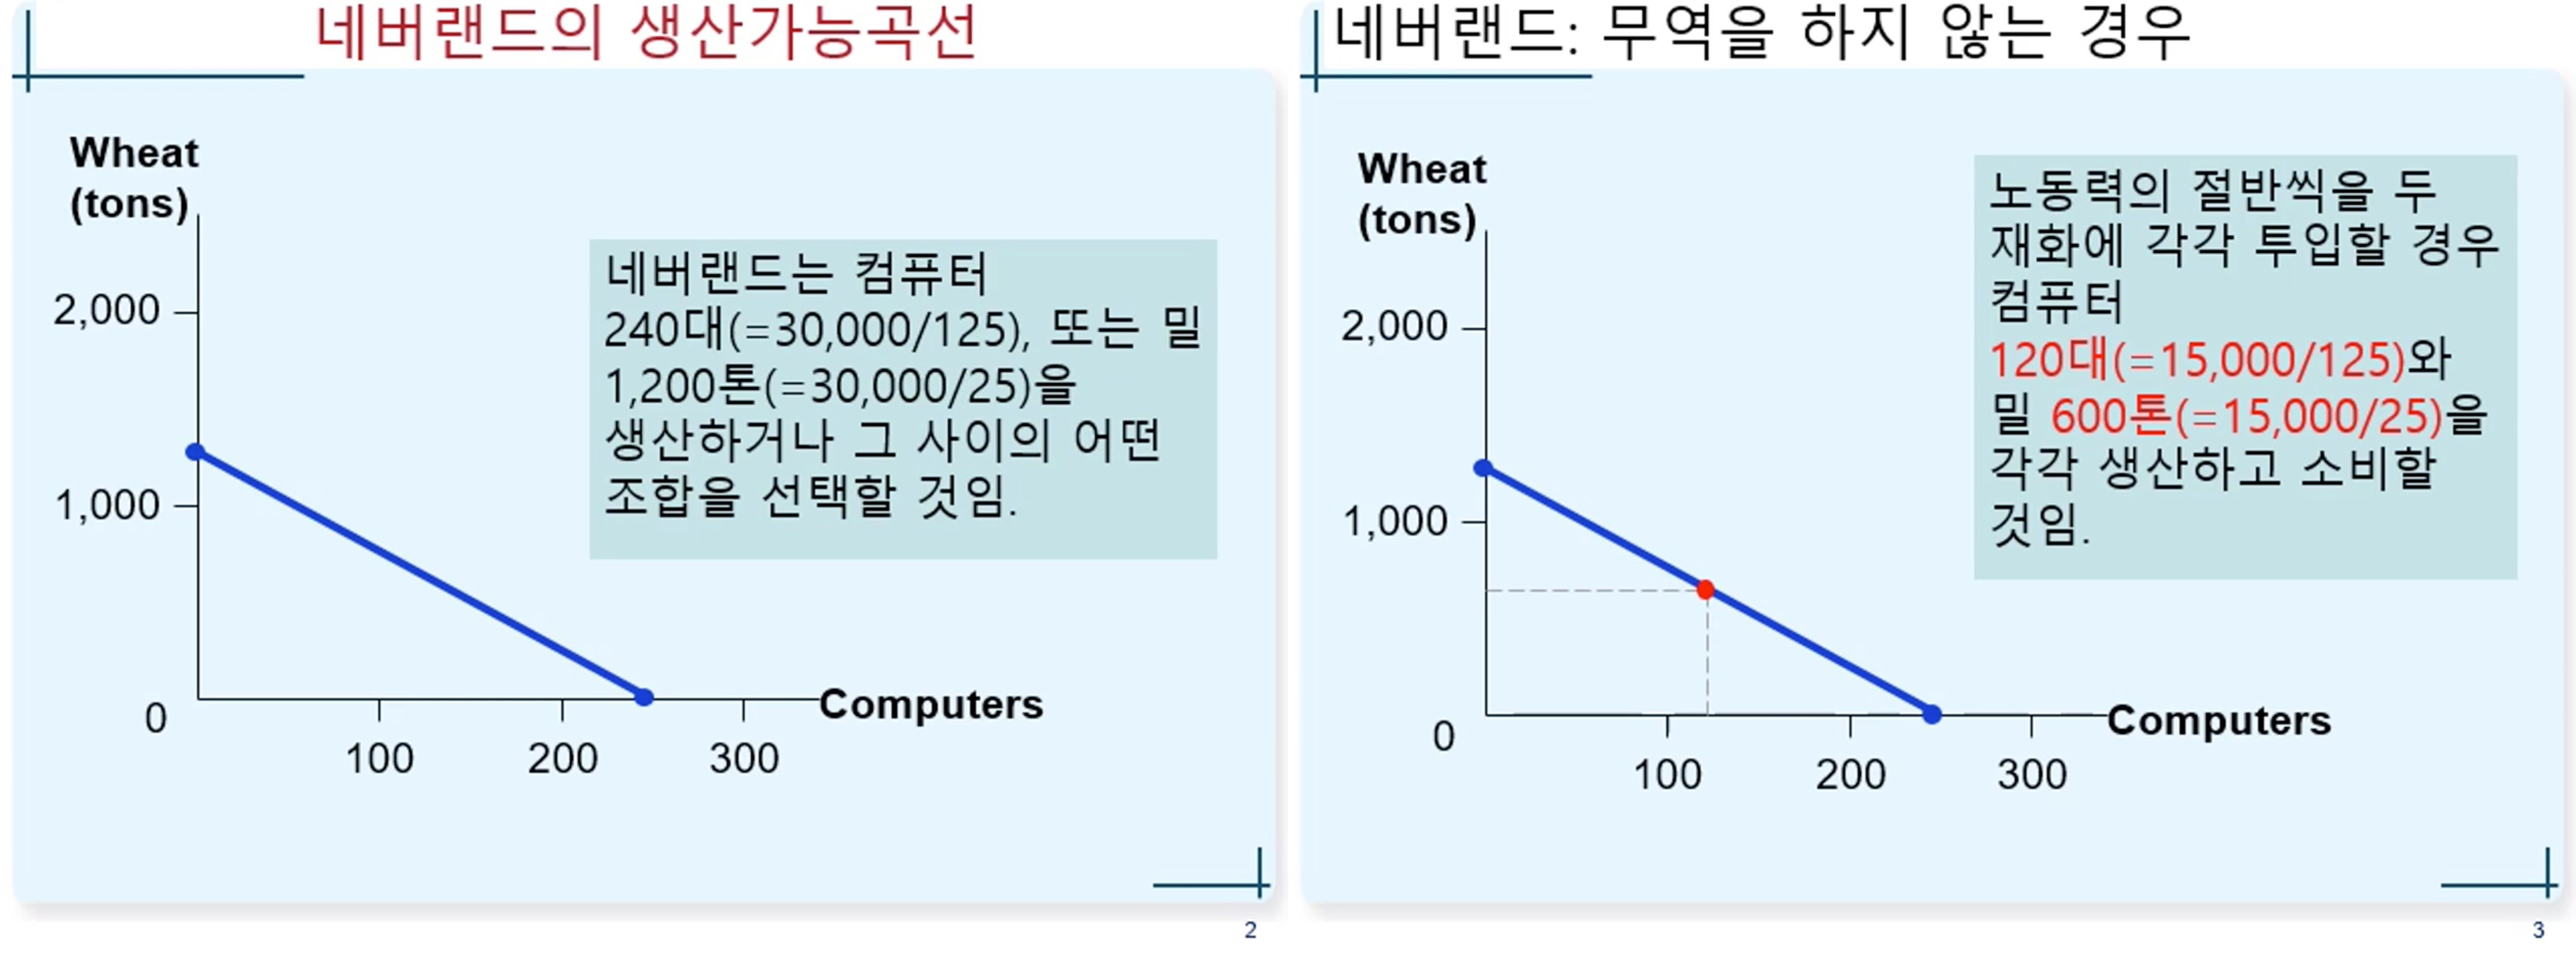 네버랜드의 생산가능곡선
Wheat
(tons)
2,000
1,000
0
100
200
300
Computers
네버랜드는 컴퓨터
240대(=30,000/125), 또는 밀
1,200톤(=30,000/25)을
생산하거나 그 사이의 어떤
조합을 선택할 것임.
2
네버랜드: 무역을 하지 않는 경우
Wheat
(tons)
2,000
1,000
0
100
200
300
Computers
노동력의 절반씩을 두
재화에 각각 투입할 경우
컴퓨터
120대(=15,000/125)와
밀 600톤(=15,000/25)을
각각 생산하고 소비할
것임.
3